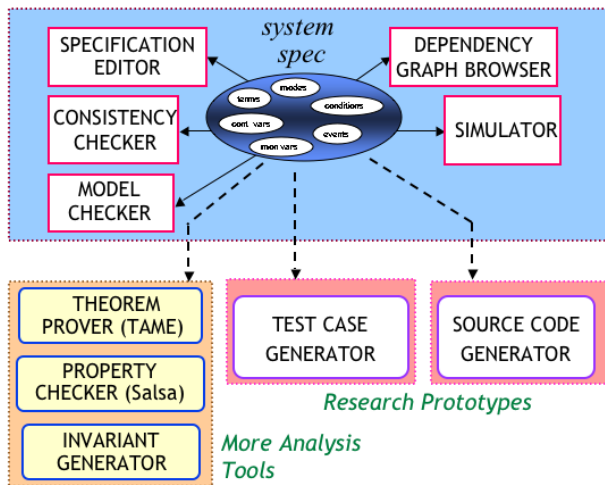 system
spec
SPECIFICATION
EDITOR
DEPENDENCY
GRAPH BROWSER
modes
terms
conditions
CONSISTENCY
CHECKER
cont. vars
events
SIMULATOR
mon vars
MODEL
CHECKER
THEOREM
PROVER (TAME)
TEST CASE
GENERATOR
SOURCE CODE
GENERATOR
PROPERTY
CHECKER (Salsa)
Research Prototypes
INVARIANT
GENERATOR
More Analysis
Tools